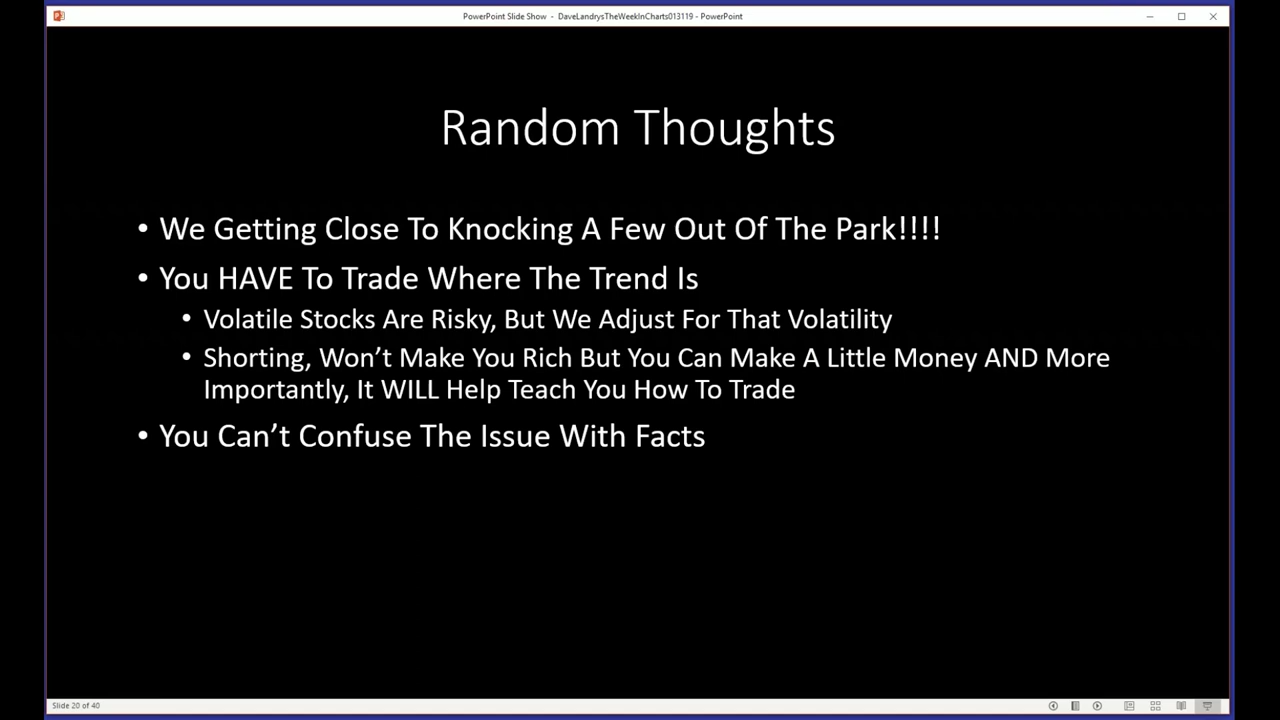 PowerPoint Slide Show - DaveLandrysTheWeekInCharts013119 - PowerPoint
Random Thoughts
• We Getting Close To Knocking A Few Out Of The Park!!!!
• You HAVE To Trade Where The Trend Is
• Volatile Stocks Are Risky, But We Adjust For That Volatility
• Shorting, Won’t Make You Rich But You Can Make A Little Money AND More
Importantly, It WILL Help Teach You How To Trade
• You Can’t Confuse The Issue With Facts
Slide 20 of 40